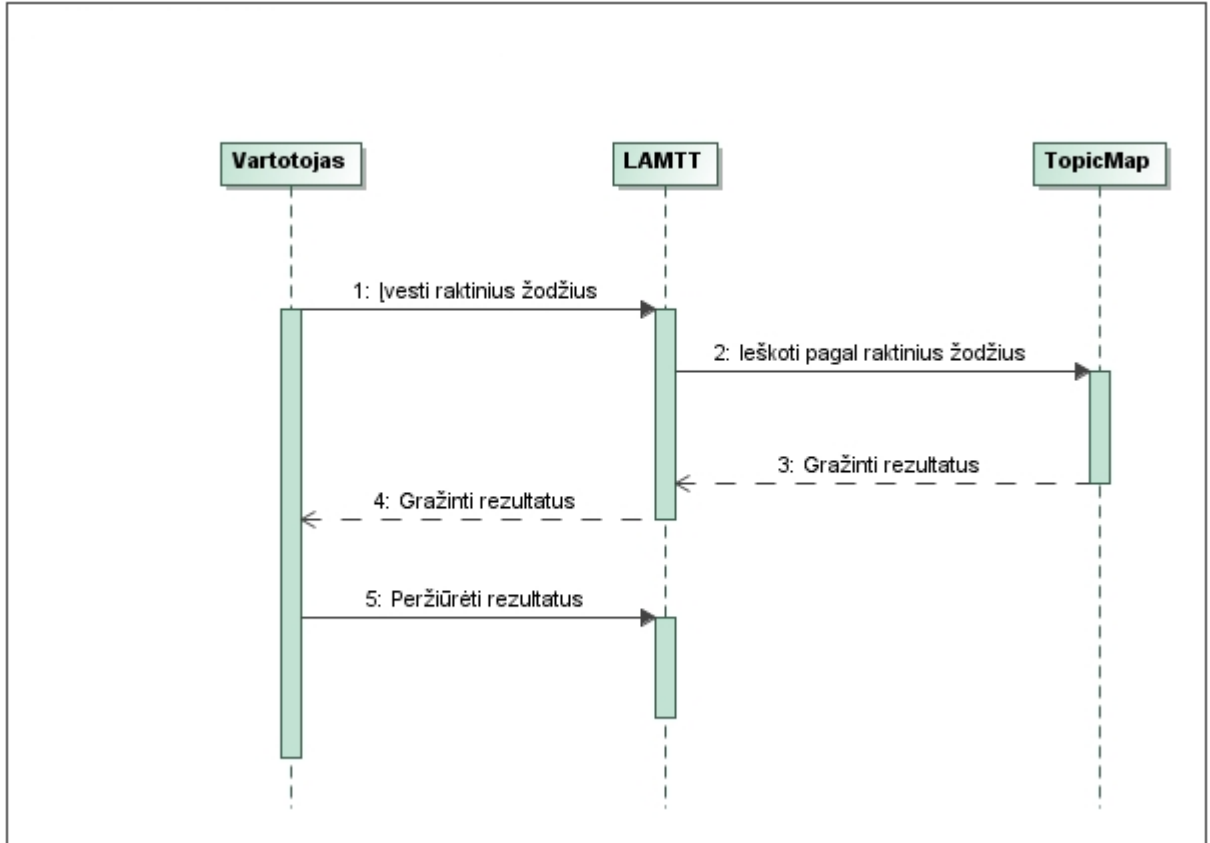 Vartotojas
LAMTT
TopicMap
1: Įvesti raktinius žodžius
2: Ieškoti pagal raktinius žodžius
3: Gražinti rezultatus
4: Gražinti rezultatus
5: Peržiūrėti rezultatus